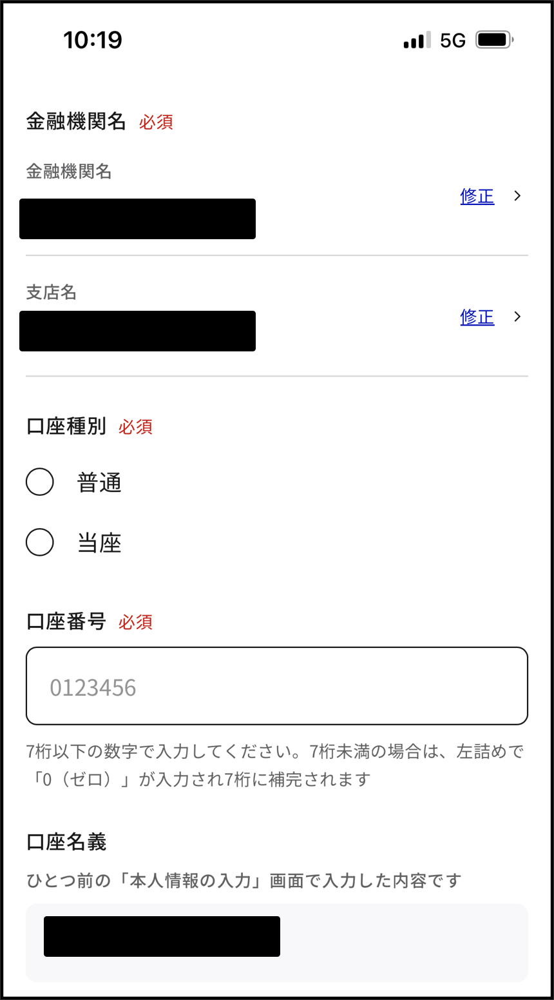 10:19 5G
金融機関名 必須
金融機関名
修正
支店名
修正
口座種別 必須
普通
当座
口座番号 必須
0123456
7桁以下の数字で入力してください。7桁未満の場合は、左詰めで
「0（ゼロ）」が入力され7桁に補完されます
口座名義
ひとつ前の「本人情報の入力」画面で入力した内容です